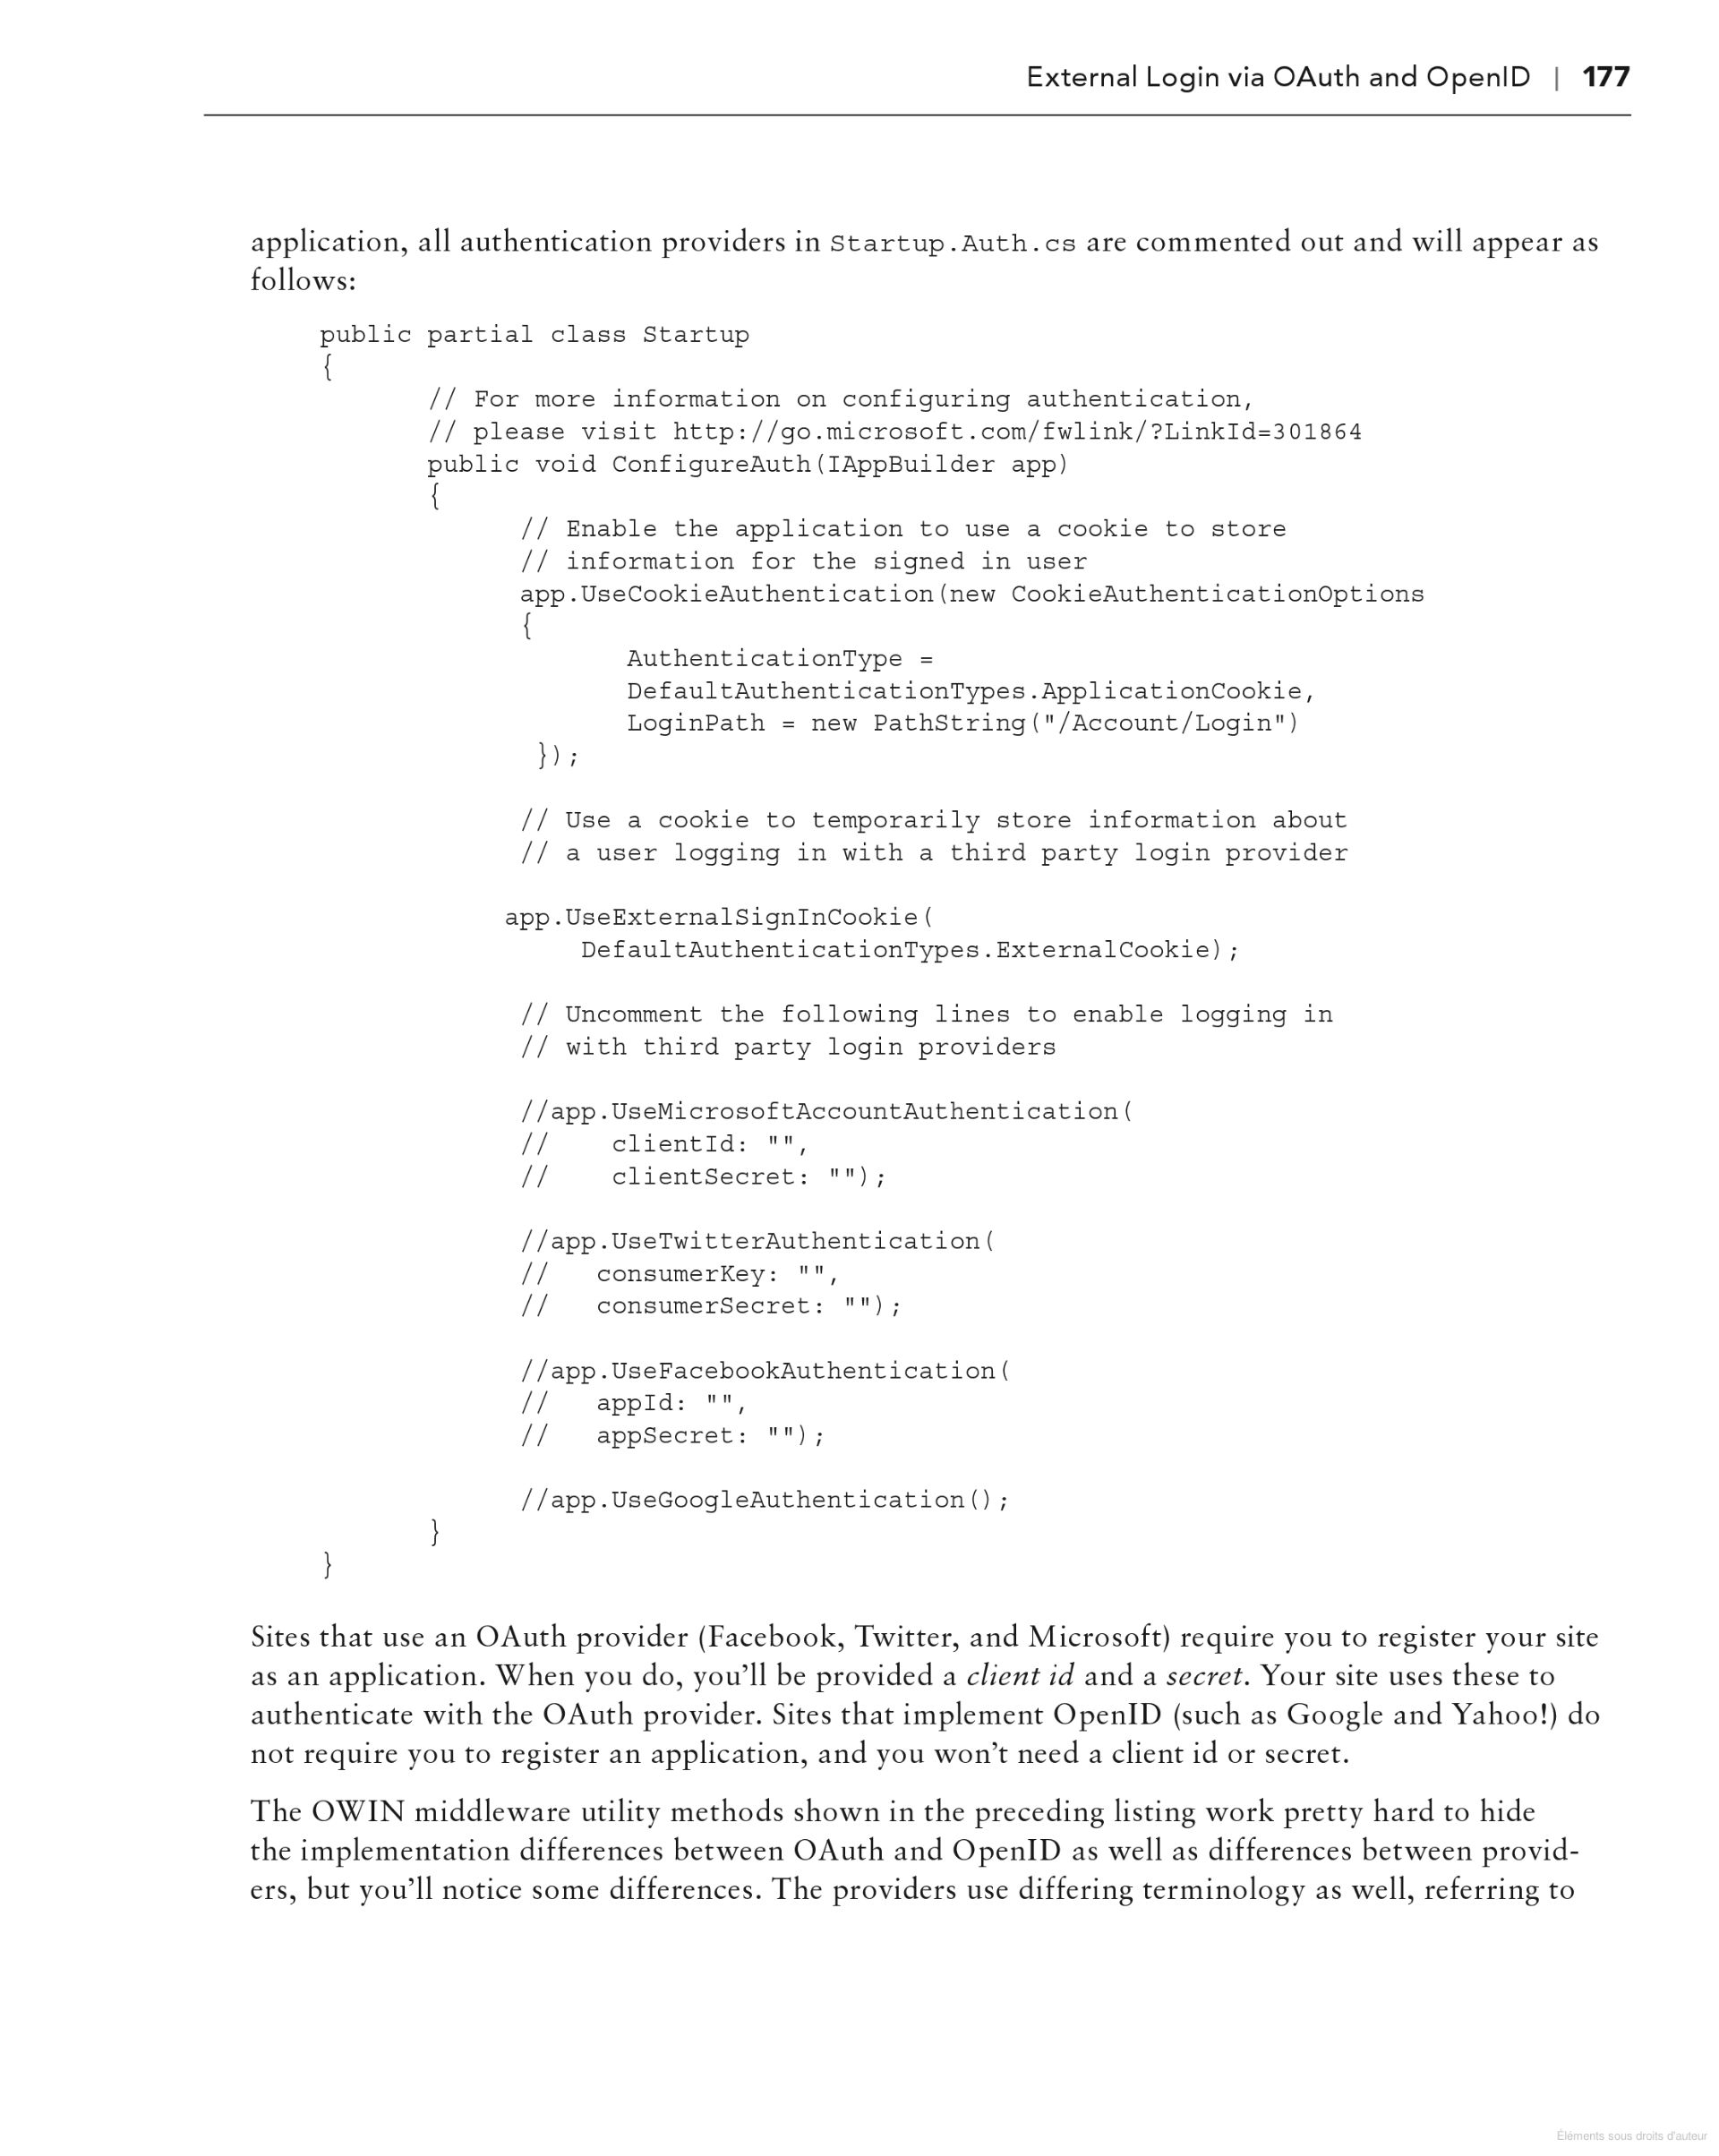 External Login via OAuth and OpenID | 177
application, all authentication providers in Startup.Auth.cs are commented out and will appear as
follows:
public partial class Startup
{
// For more information on configuring authentication,
// please visit http://go.microsoft.com/fwlink/?LinkId=301864
public void ConfigureAuth(IAppBuilder app)
{
// Enable the application to use a cookie to store
// information for the signed in user
app.UseCookieAuthentication(new CookieAuthenticationOptions
{
AuthenticationType =
DefaultAuthenticationTypes.ApplicationCookie,
LoginPath = new PathString("/Account/Login")
});
// Use a cookie to temporarily store information about
// a user logging in with a third party login provider
app.UseExternalSignInCookie(
DefaultAuthenticationTypes.ExternalCookie);
// Uncomment the following lines to enable logging in
// with third party login providers
//app.UseMicrosoftAccountAuthentication(
//    clientId: "",
//    clientSecret: "");
//app.UseTwitterAuthentication(
//   consumerKey: "",
//   consumerSecret: "");
//app.UseFacebookAuthentication(
//   appId: "",
//   appSecret: "");
//app.UseGoogleAuthentication();
}
}
Sites that use an OAuth provider (Facebook, Twitter, and Microsoft) require you to register your site
as an application. When you do, you’ll be provided a client id and a secret. Your site uses these to
authenticate with the OAuth provider. Sites that implement OpenID (such as Google and Yahoo!) do
not require you to register an application, and you won’t need a client id or secret.
The OWIN middleware utility methods shown in the preceding listing work pretty hard to hide
the implementation differences between OAuth and OpenID as well as differences between provid-
ers, but you’ll notice some differences. The providers use differing terminology as well, referring to
Éléments sous droits d'auteur